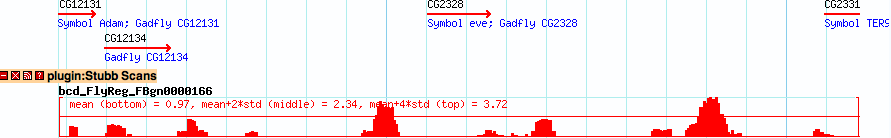 CG12131
Symbol Adam; Gadfly CG12131
CG12134
Gadfly CG12134
CG2328
Symbol eve; Gadfly CG2328
CG2331
Symbol TER9
plugin:Stubb Scans
bcd_FlyReg_FBgn0000166
mean (bottom) = 0.97, mean+2*std (middle) = 2.34, mean+4*std (top) = 3.72